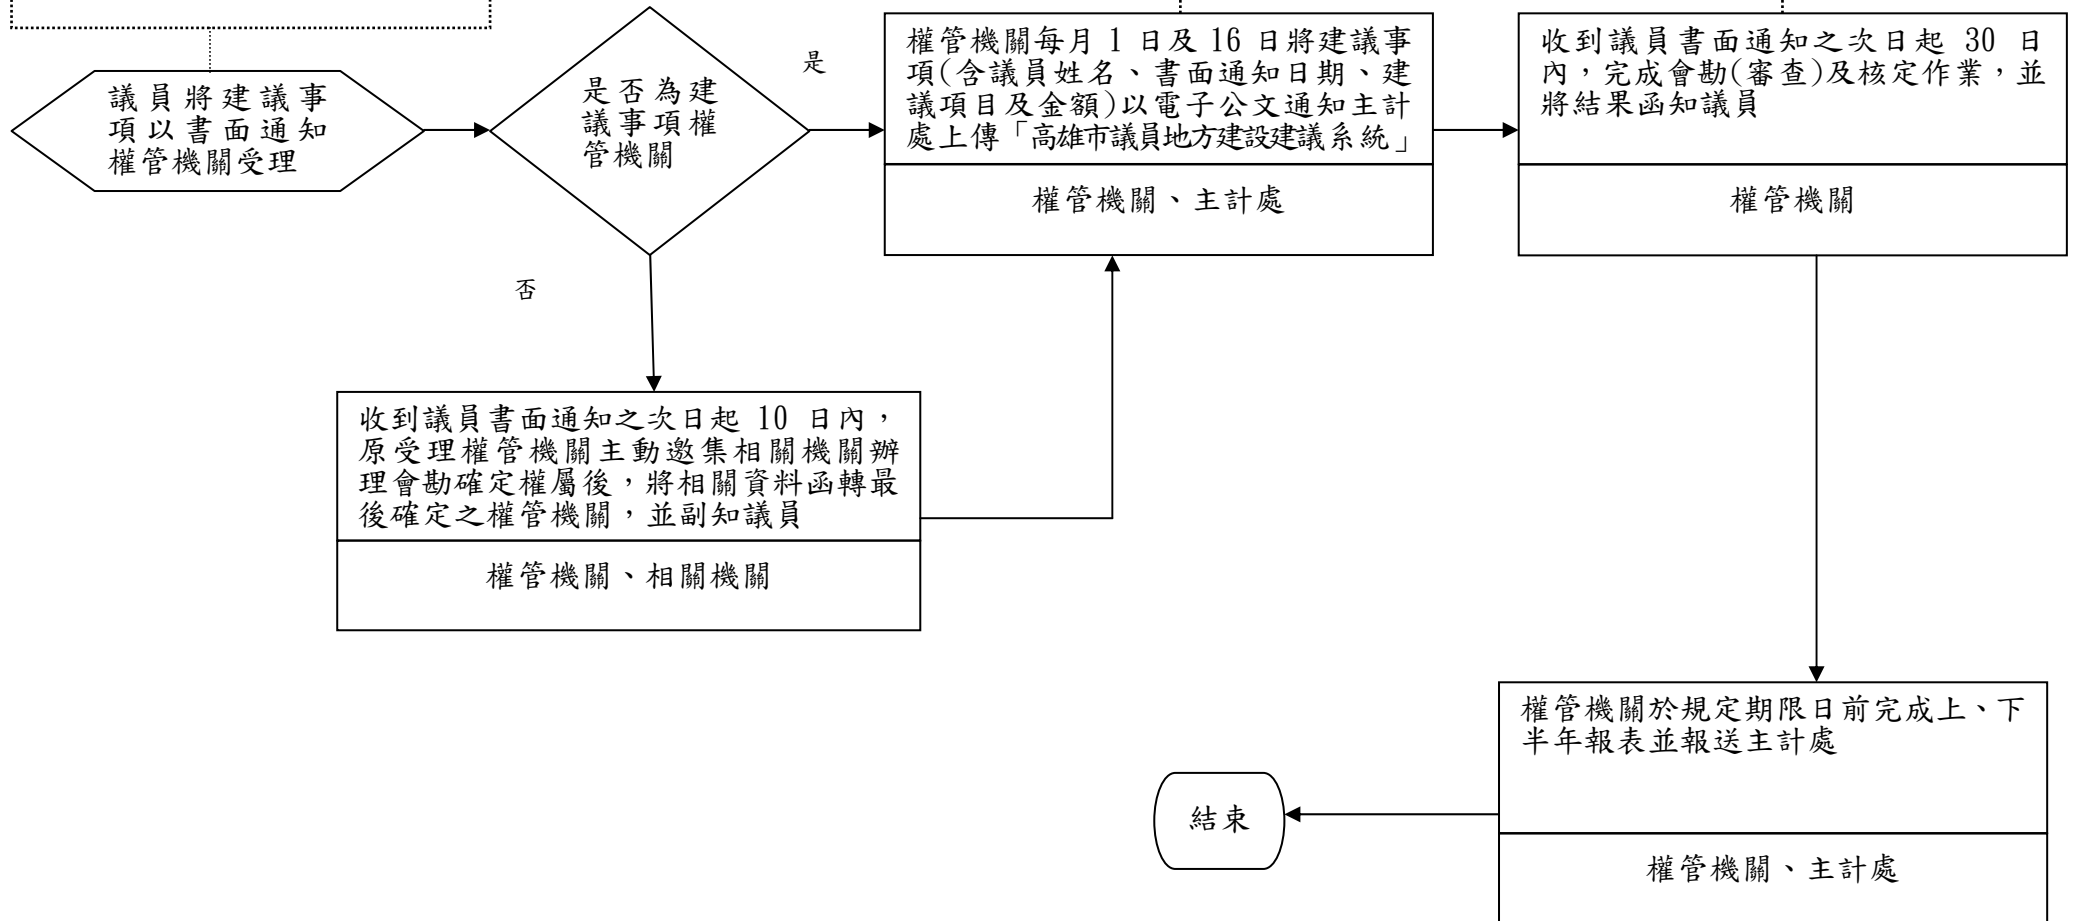 議員將建議事
項以書面通知
權管機關受理
是否為建
議事項權
管機關
是
權管機關每月 1 日及 16 日將建議事
項(含議員姓名、書面通知日期、建
議項目及金額)以電子公文通知主計
處上傳「高雄市議員地方建設建議系統」
權管機關、主計處
收到議員書面通知之次日起 30 日
內，完成會勘(審查)及核定作業，並
將結果函知議員
權管機關
否
收到議員書面通知之次日起 10 日內，
原受理權管機關主動邀集相關機關辦
理會勘確定權屬後，將相關資料函轉最
後確定之權管機關，並副知議員
權管機關、相關機關
權管機關於規定期限日前完成上、下
半年報表並報送主計處
權管機關、主計處
結束